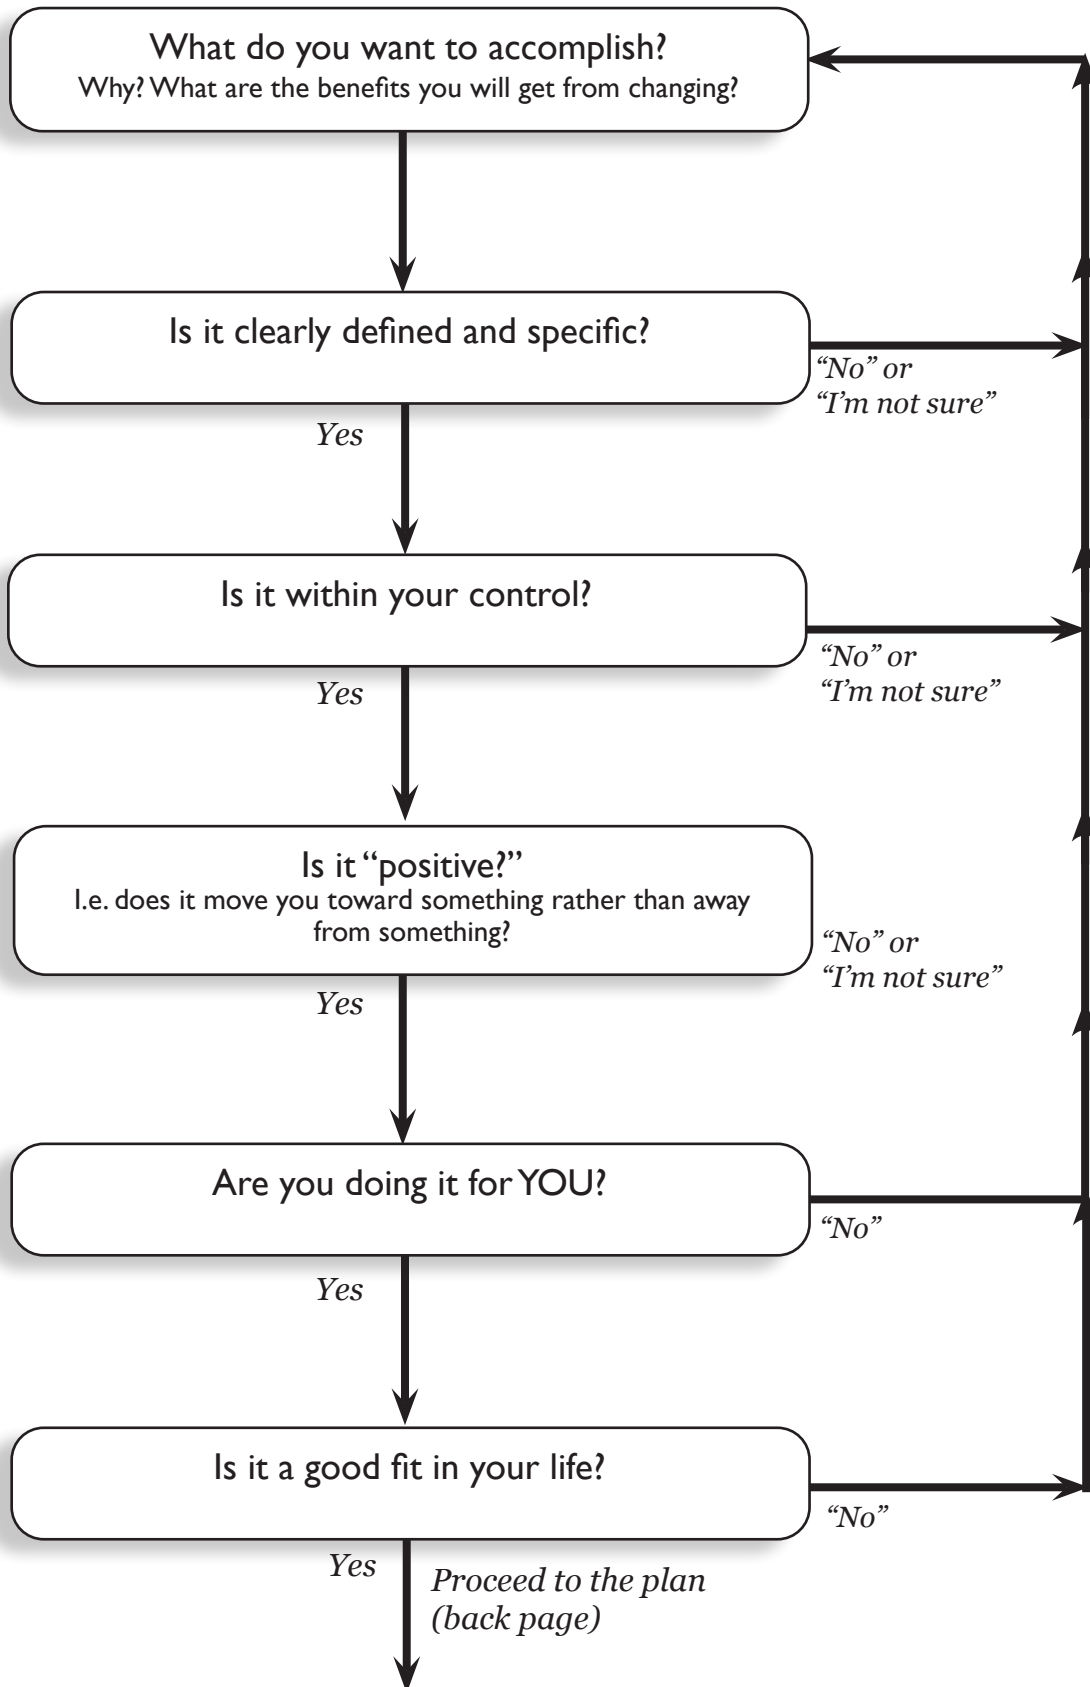 What do you want to accomplish?
Why? What are the benefits you will get from changing?
Is it clearly defined and specific?
“No” or
“I’m not sure”
Yes
Is it within your control?
“No” or
“I’m not sure”
Yes
Is it “positive?”
I.e. does it move you toward something rather than away
from something?
“No” or
“I’m not sure”
Yes
Are you doing it for YOU?
“No”
Yes
Is it a good fit in your life?
“No”
Yes
Proceed to the plan
(back page)